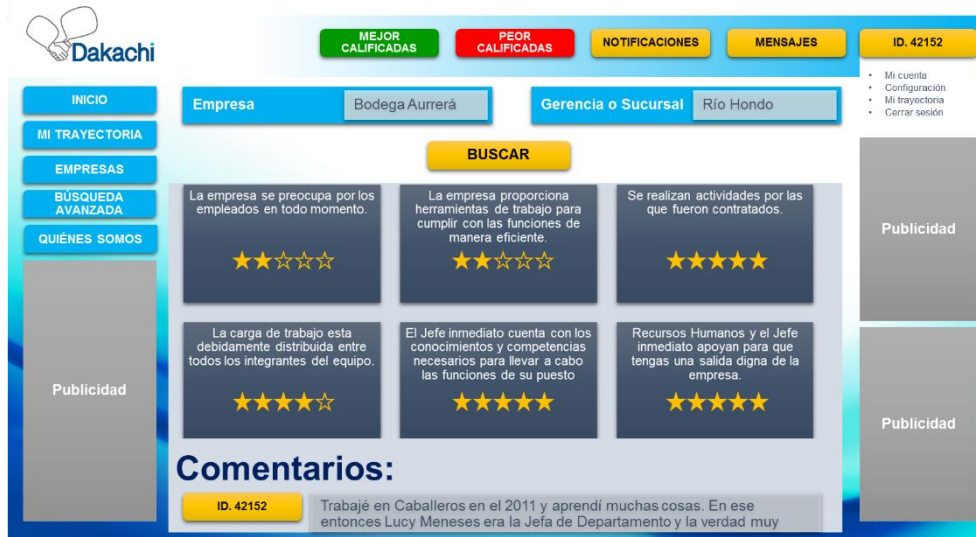 Dakachi
MEJOR
CALIFICADAS
PEOR
CALIFICADAS
NOTIFICACIONES
MENSAJES
ID. 42152
• Mi cuenta
• Configuración
• Mi trayectoria
• Cerrar sesión
INICIO
MI TRAYECTORIA
EMPRESAS
BÚSQUEDA
AVANZADA
QUIÉNES SOMOS
Publicidad
Empresa
Bodega Aurrerá
Gerencia o Sucursal
Río Hondo
BUSCAR
La empresa se preocupa por los
empleados en todo momento.
La empresa proporciona
herramientas de trabajo para
cumplir con las funciones de
manera eficiente.
Se realizan actividades por las
que fueron contratados.
La carga de trabajo esta
debidamente distribuida entre
todos los integrantes del equipo.
El Jefe inmediato cuenta con los
conocimientos y competencias
necesarios para llevar a cabo
las funciones de su puesto
Recursos Humanos y el Jefe
inmediato apoyan para que
tengas una salida digna de la
empresa.
Comentarios:
ID. 42152
Trabajé en Caballeros en el 2011 y aprendí muchas cosas. En ese
entonces Lucy Meneses era la Jefa de Departamento y la verdad muy
Publicidad
Publicidad